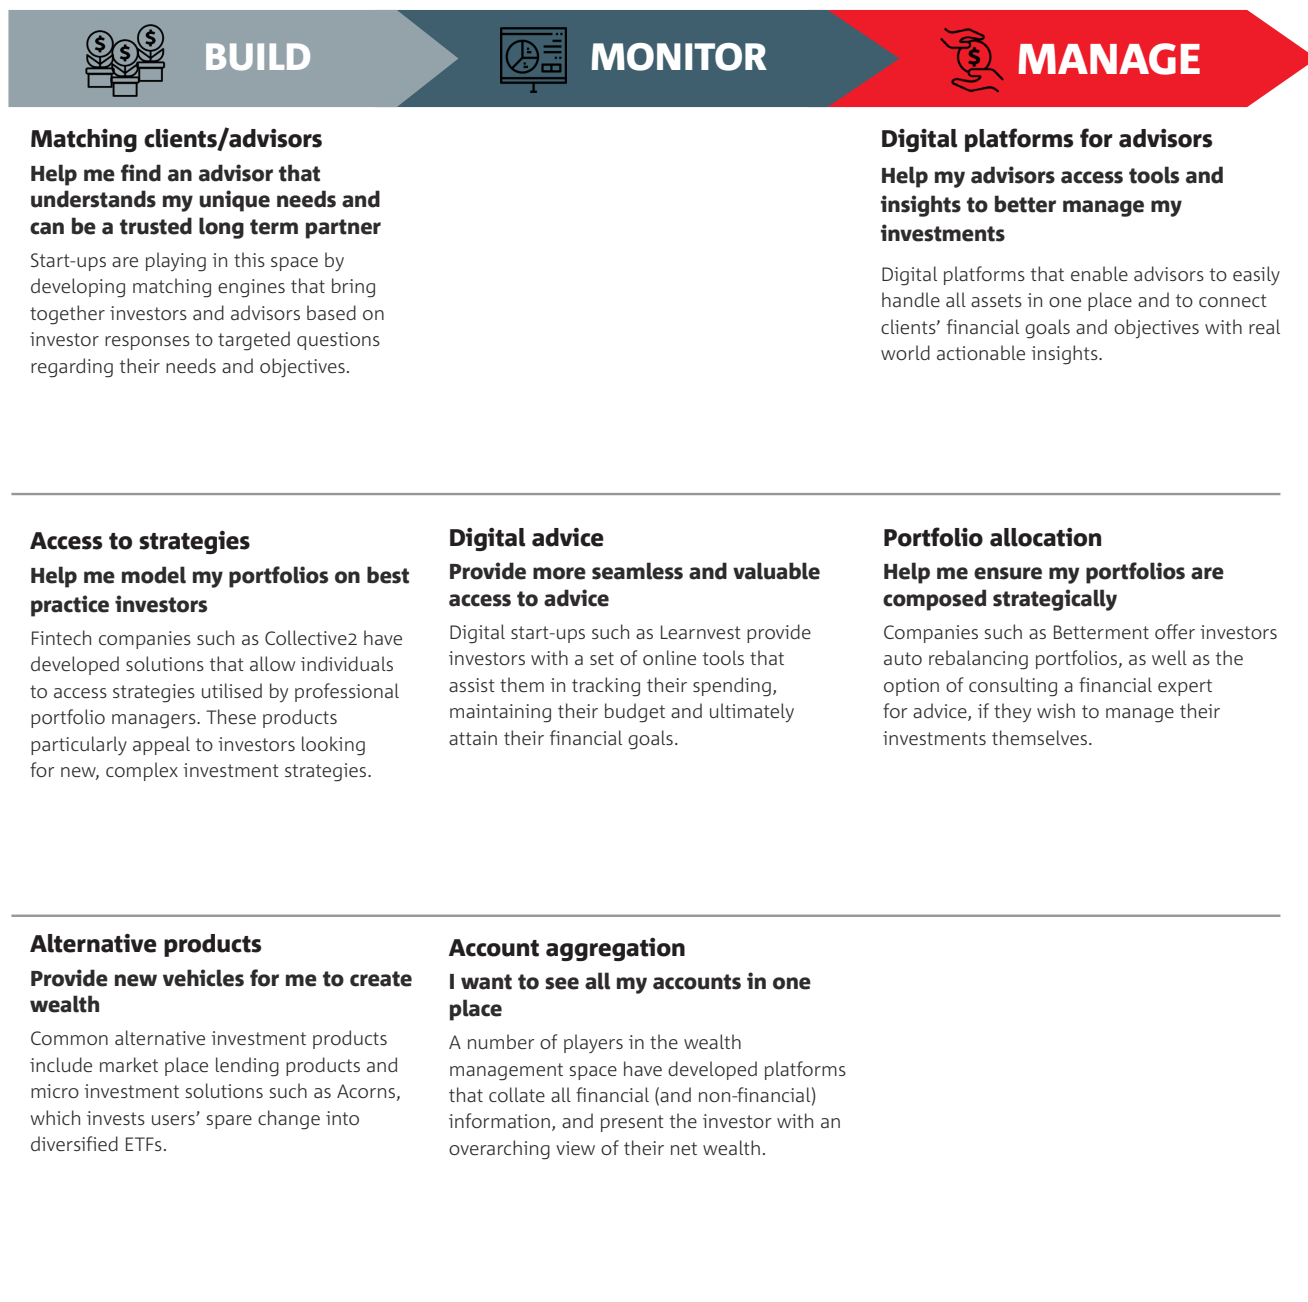 BUILD
MONITOR
MANAGE
Matching clients/advisors
Help me find an advisor that
understands my unique needs and
can be a trusted long term partner
Start-ups are playing in this space by
developing matching engines that bring
together investors and advisors based on
investor responses to targeted questions
regarding their needs and objectives.
Digital platforms for advisors
Help my advisors access tools and
insights to better manage my
investments
Digital platforms that enable advisors to easily
handle all assets in one place and to connect
clients’ financial goals and objectives with real
world actionable insights.
Access to strategies
Help me model my portfolios on best
practice investors
Fintech companies such as Collective2 have
developed solutions that allow individuals
to access strategies utilised by professional
portfolio managers. These products
particularly appeal to investors looking
for new, complex investment strategies.
Digital advice
Provide more seamless and valuable
access to advice
Digital start-ups such as Learnvest provide
investors with a set of online tools that
assist them in tracking their spending,
maintaining their budget and ultimately
attain their financial goals.
Portfolio allocation
Help me ensure my portfolios are
composed strategically
Companies such as Betterment offer investors
auto rebalancing portfolios, as well as the
option of consulting a financial expert
for advice, if they wish to manage their
investments themselves.
Alternative products
Provide new vehicles for me to create
wealth
Common alternative investment products
include market place lending products and
micro investment solutions such as Acorns,
which invests users’ spare change into
diversified ETFs.
Account aggregation
I want to see all my accounts in one
place
A number of players in the wealth
management space have developed platforms
that collate all financial (and non-financial)
information, and present the investor with an
overarching view of their net wealth.